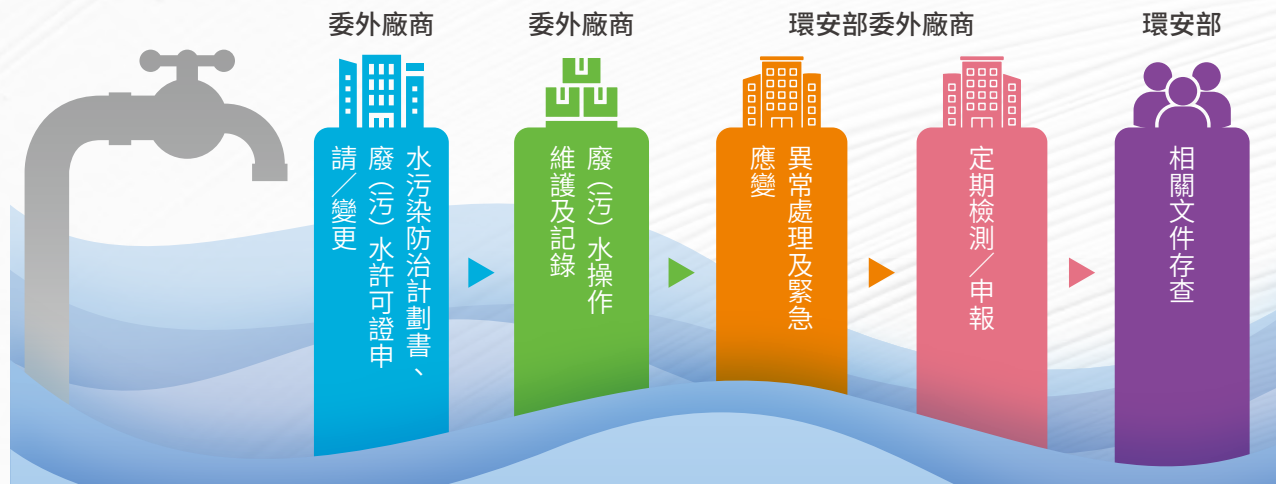 委外廠商
委外廠商
環安部委外廠商
環安部
水污染防治計劃書、
廢（污）水許可證申
請／變更
廢（污）水操作
維護及記錄
異常處理及緊急
應變
定期檢測／申報
相關文件存查